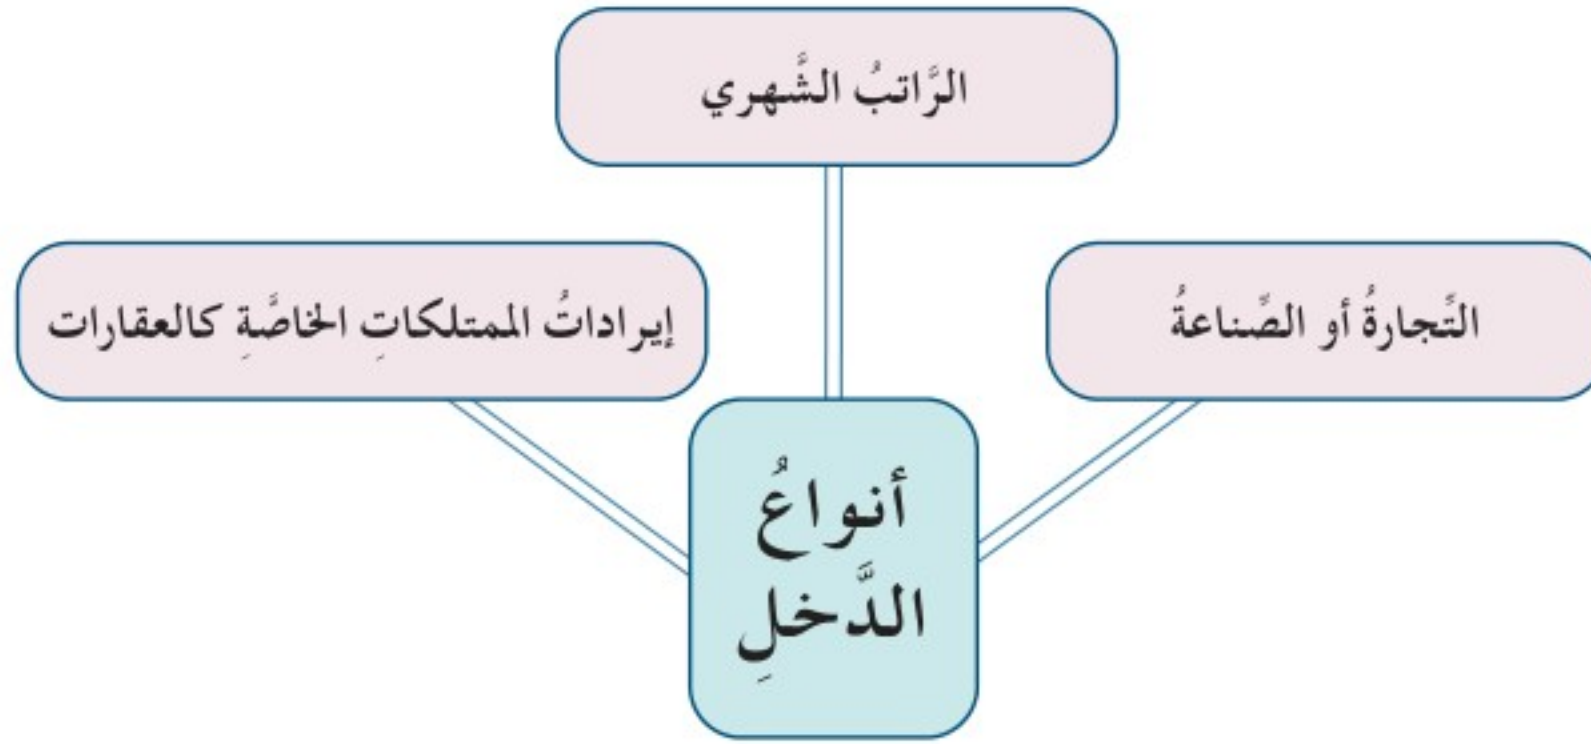 الرَّاتبُ الشَّهري
التِّجارةُ أو الصِّناعةُ
إيراداتُ الممتلكاتِ الخاصَّةِ كالعقارات
أنواعُ
الدَّخلِ